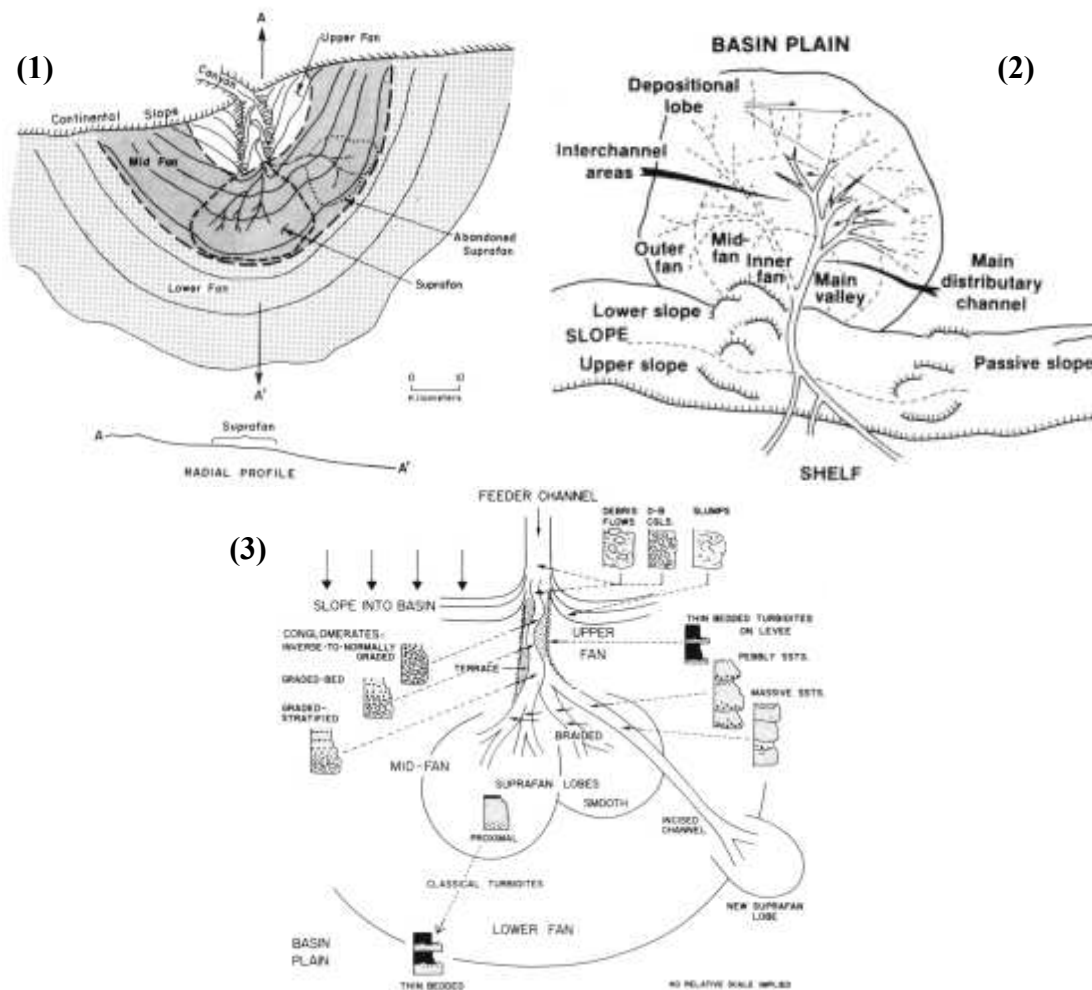 (1)
A
Upper Fan
Canyon
Continental Slope
Mid Fan
Abandoned
Suprafan
Suprafan
Lower Fan
A'
0 10
Kilometers
Suprafan
A
A'
RADIAL PROFILE
(2)
BASIN PLAIN
Depositional
lobe
Interchannel
areas
Outer
fan
Mid-
fan
Inner
fan
Main
valley
Main
distributary
channel
Lower slope
SLOPE
Upper slope
Passive slope
SHELF
(3)
FEEDER CHANNEL
DEBRIS
FLOWS
D-B
CGLS.
SLUMPS
SLOPE INTO BASIN
CONGLOMERATES:
INVERSE-TO-NORMALLY
GRADED
GRADED-BED
GRADED-
STRATIFIED
UPPER
FAN
TERRACE
THIN BEDDED TURBIDITES
ON LEVEE
PEBBLY SSTS.
MASSIVE SSTS.
MID-FAN
BRAIDED
SUPRAFAN LOBES
SMOOTH
PROXIMAL
INCISED
CHANNEL
CLASSICAL TURBIDITES
NEW SUPRAFAN
LOBE
LOWER FAN
BASIN
PLAIN
THIN BEDDED
NO RELATIVE SCALE IMPLIED